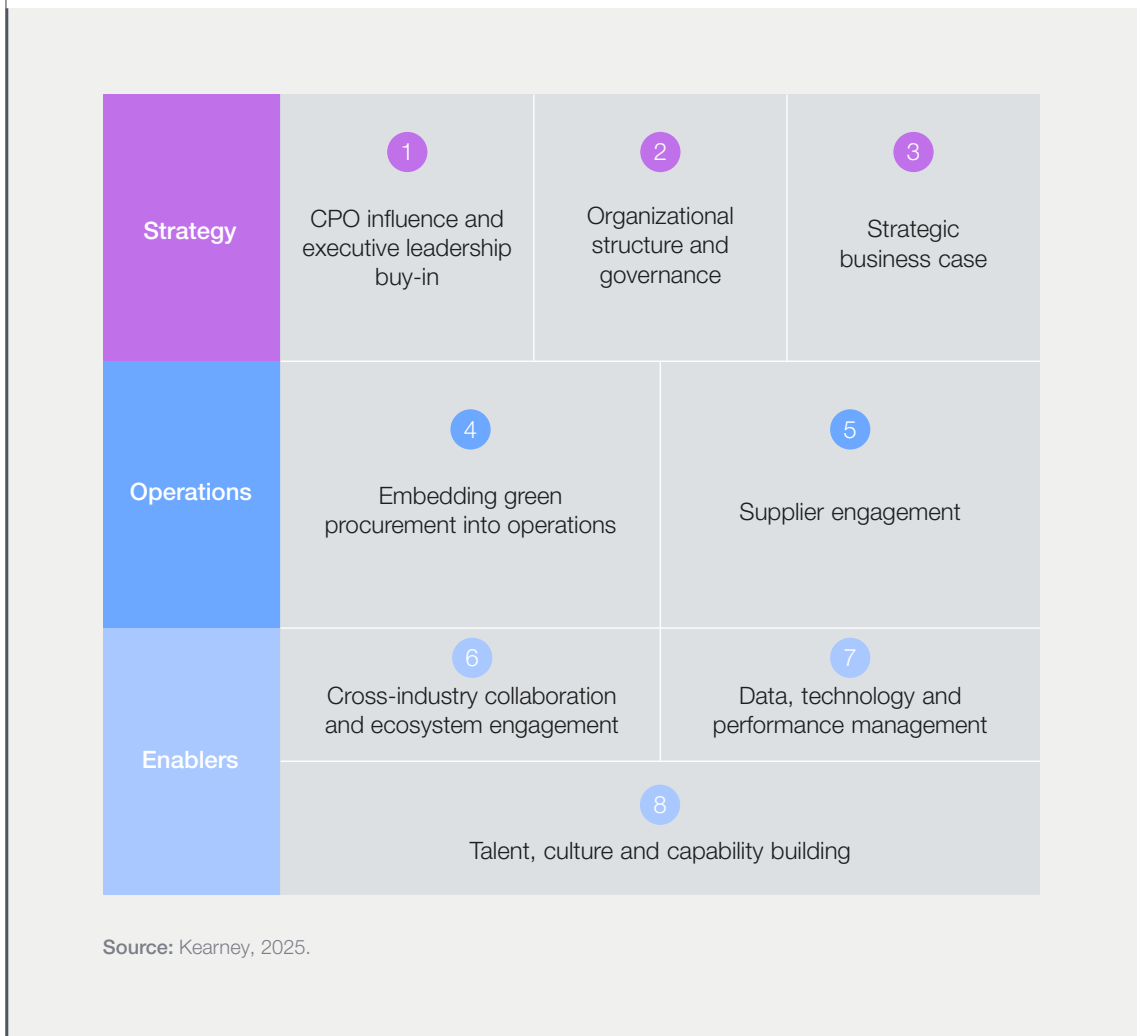 Strategy
1
CPO influence and
executive leadership
buy-in
2
Organizational
structure and
governance
3
Strategic
business case
Operations
4
Embedding green
procurement into operations
5
Supplier engagement
Enablers
6
Cross-industry collaboration
and ecosystem engagement
7
Data, technology and
performance management
8
Talent, culture and capability building
Source: Kearney, 2025.